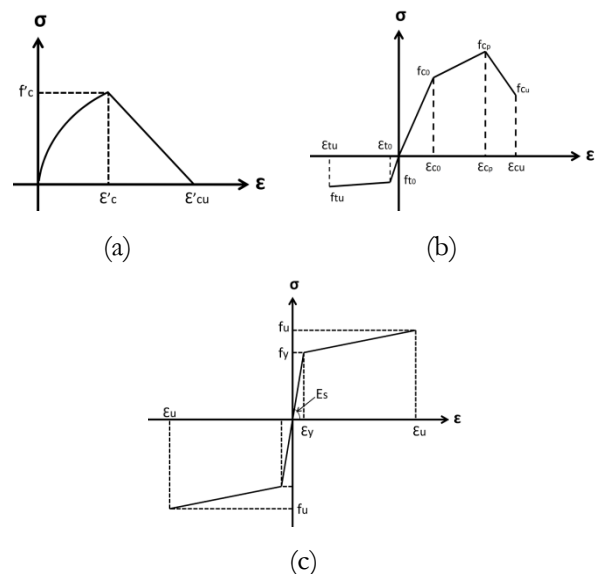 σ
f'c
ε'c
ε'cu
ε
(a)
σ
fcp
fc0
fcu
εtu
εt0
ε
εc0
εcp
εcu
ft0
ftu
(b)
σ
fu
fy
Es
εu
ε
εy
εu
fu
(c)